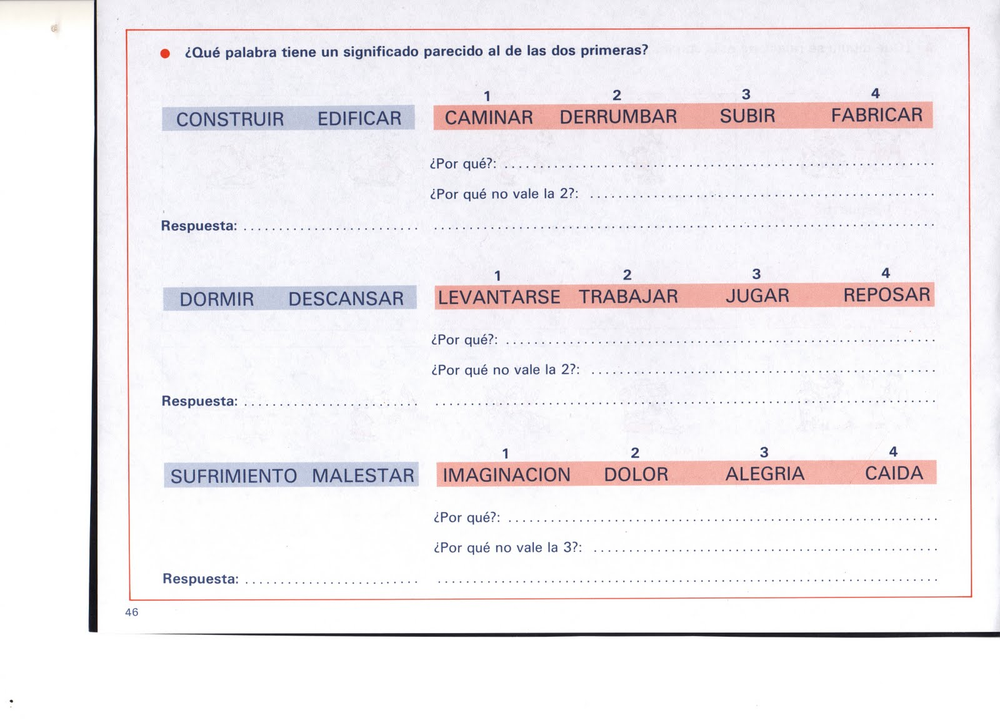 ¿Qué palabra tiene un significado parecido al de las dos primeras?
1 2 3 4
CONSTRUIR EDIFICAR CAMINAR DERRUMBAR SUBIR FABRICAR
¿Por qué?: ..............................................................
¿Por qué no vale la 2?: ..................................................
Respuesta: ......................... ........................................................................
1 2 3 4
DORMIR DESCANSAR LEVANTARSE TRABAJAR JUGAR REPOSAR
¿Por qué?: ..............................................................
¿Por qué no vale la 2?: ..................................................
Respuesta: ......................... ........................................................................
1 2 3 4
SUFRIMIENTO MALESTAR IMAGINACION DOLOR ALEGRIA CAIDA
¿Por qué?: ..............................................................
¿Por qué no vale la 3?: ..................................................
Respuesta: ......................... ........................................................................
46